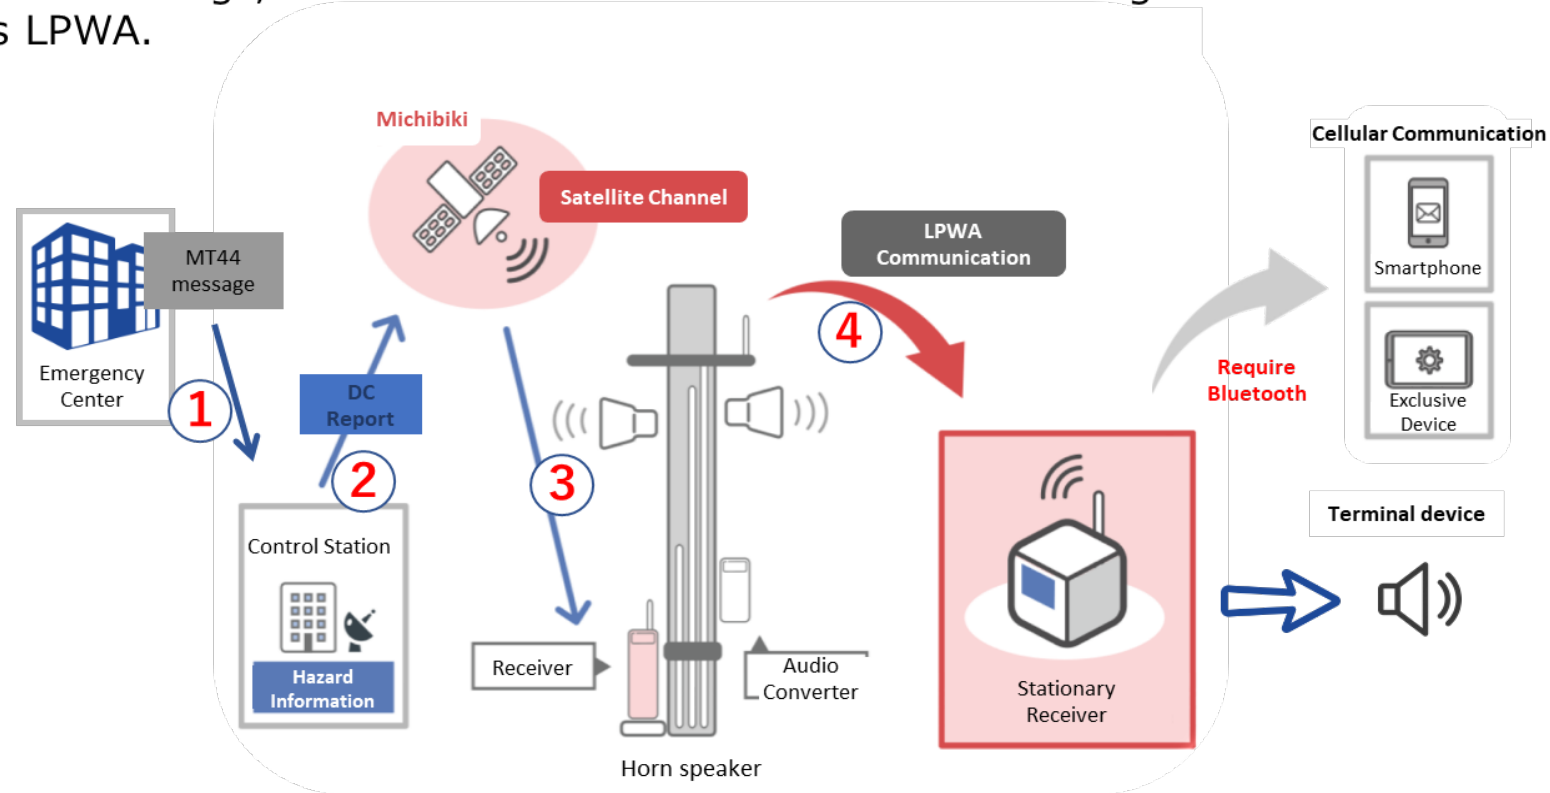 s LPWA.
Michibiki
Satellite Channel
MT44
message
Emergency
Center
1
DC
Report
2
Control Station
Hazard
Information
3
Receiver
Audio
Converter
Horn speaker
LPWA
Communication
4
Stationary
Receiver
Require
Bluetooth
Cellular Communication
Smartphone
Exclusive
Device
Terminal device